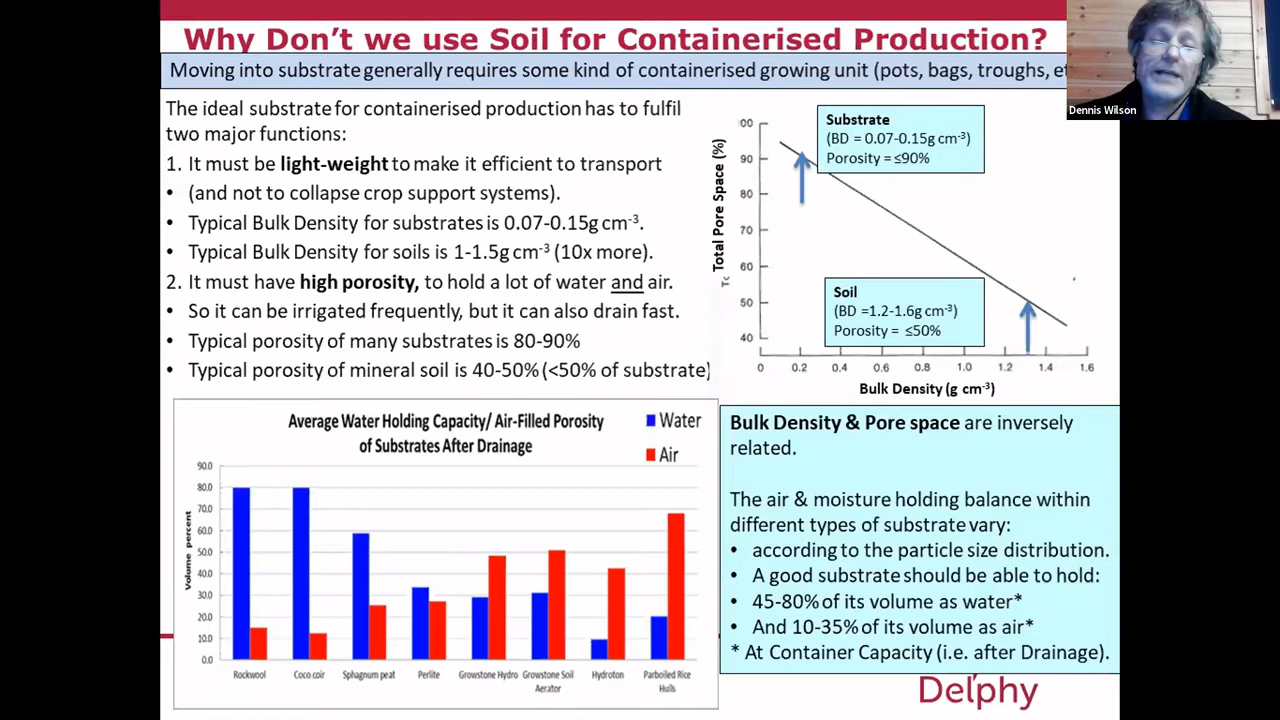 Why Don't we use Soil for Containerised Production?
Moving into substrate generally requires some kind of containerised growing unit (pots, bags, troughs, et
Dennis Wilson
The ideal substrate for containerised production has to fulfil
two major functions:
1. It must be light-weight to make it efficient to transport
• (and not to collapse crop support systems).
• Typical Bulk Density for substrates is 0.07-0.15g cm-3.
• Typical Bulk Density for soils is 1-1.5g cm-3 (10x more).
2. It must have high porosity, to hold a lot of water and air.
• So it can be irrigated frequently, but it can also drain fast.
• Typical porosity of many substrates is 80-90%
• Typical porosity of mineral soil is 40-50% (<50% of substrate)
Total Pore Space (%)
00
90
80
70
60
50
40
Substrate
(BD = 0.07-0.15g cm-3)
Porosity = ≤90%
Soil
(BD =1.2-1.6g cm-3)
Porosity = ≤50%
0 0.2 0.4 0.6 0.8 1.0 1.2 1.4 1.6
Bulk Density (g cm-3)
Average Water Holding Capacity/ Air-Filled Porosity
of Substrates After Drainage
Water
Air
Volume percent
90.0
80.0
70.0
60.0
50.0
40.0
30.0
20.0
10.0
0.0
Rockwool Coco coir Sphagnum peat Perlite Growstone Hydro Growstone Soil Hydroton Parboiled Rice
Aerator Hulls
Bulk Density & Pore space are inversely
related.
The air & moisture holding balance within
different types of substrate vary:
• according to the particle size distribution.
• A good substrate should be able to hold:
• 45-80% of its volume as water*
• And 10-35% of its volume as air*
* At Container Capacity (i.e. after Drainage).
Delphy